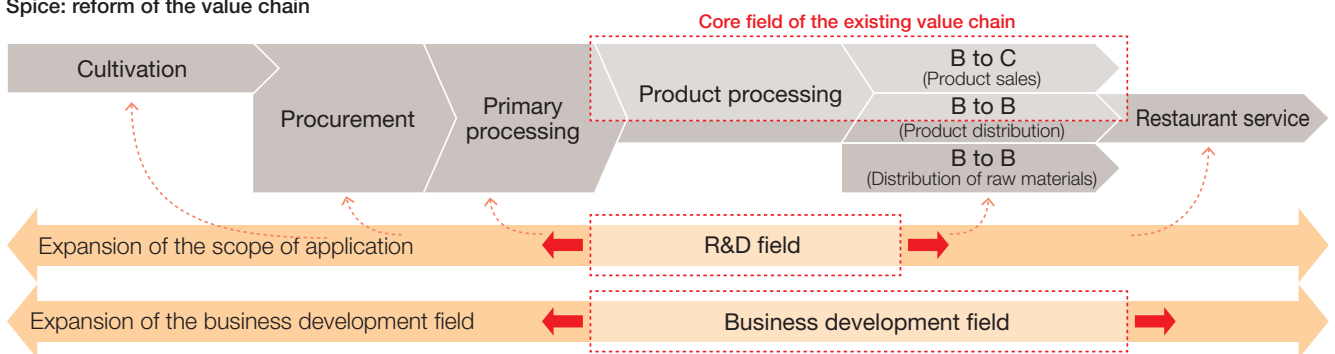 Spice: reform of the value chain
Core field of the existing value chain
Cultivation
Procurement
Primary
processing
Product processing
B to C
(Product sales)
B to B
(Product distribution)
B to B
(Distribution of raw materials)
Restaurant service
Expansion of the scope of application
R&D field
Expansion of the business development field
Business development field